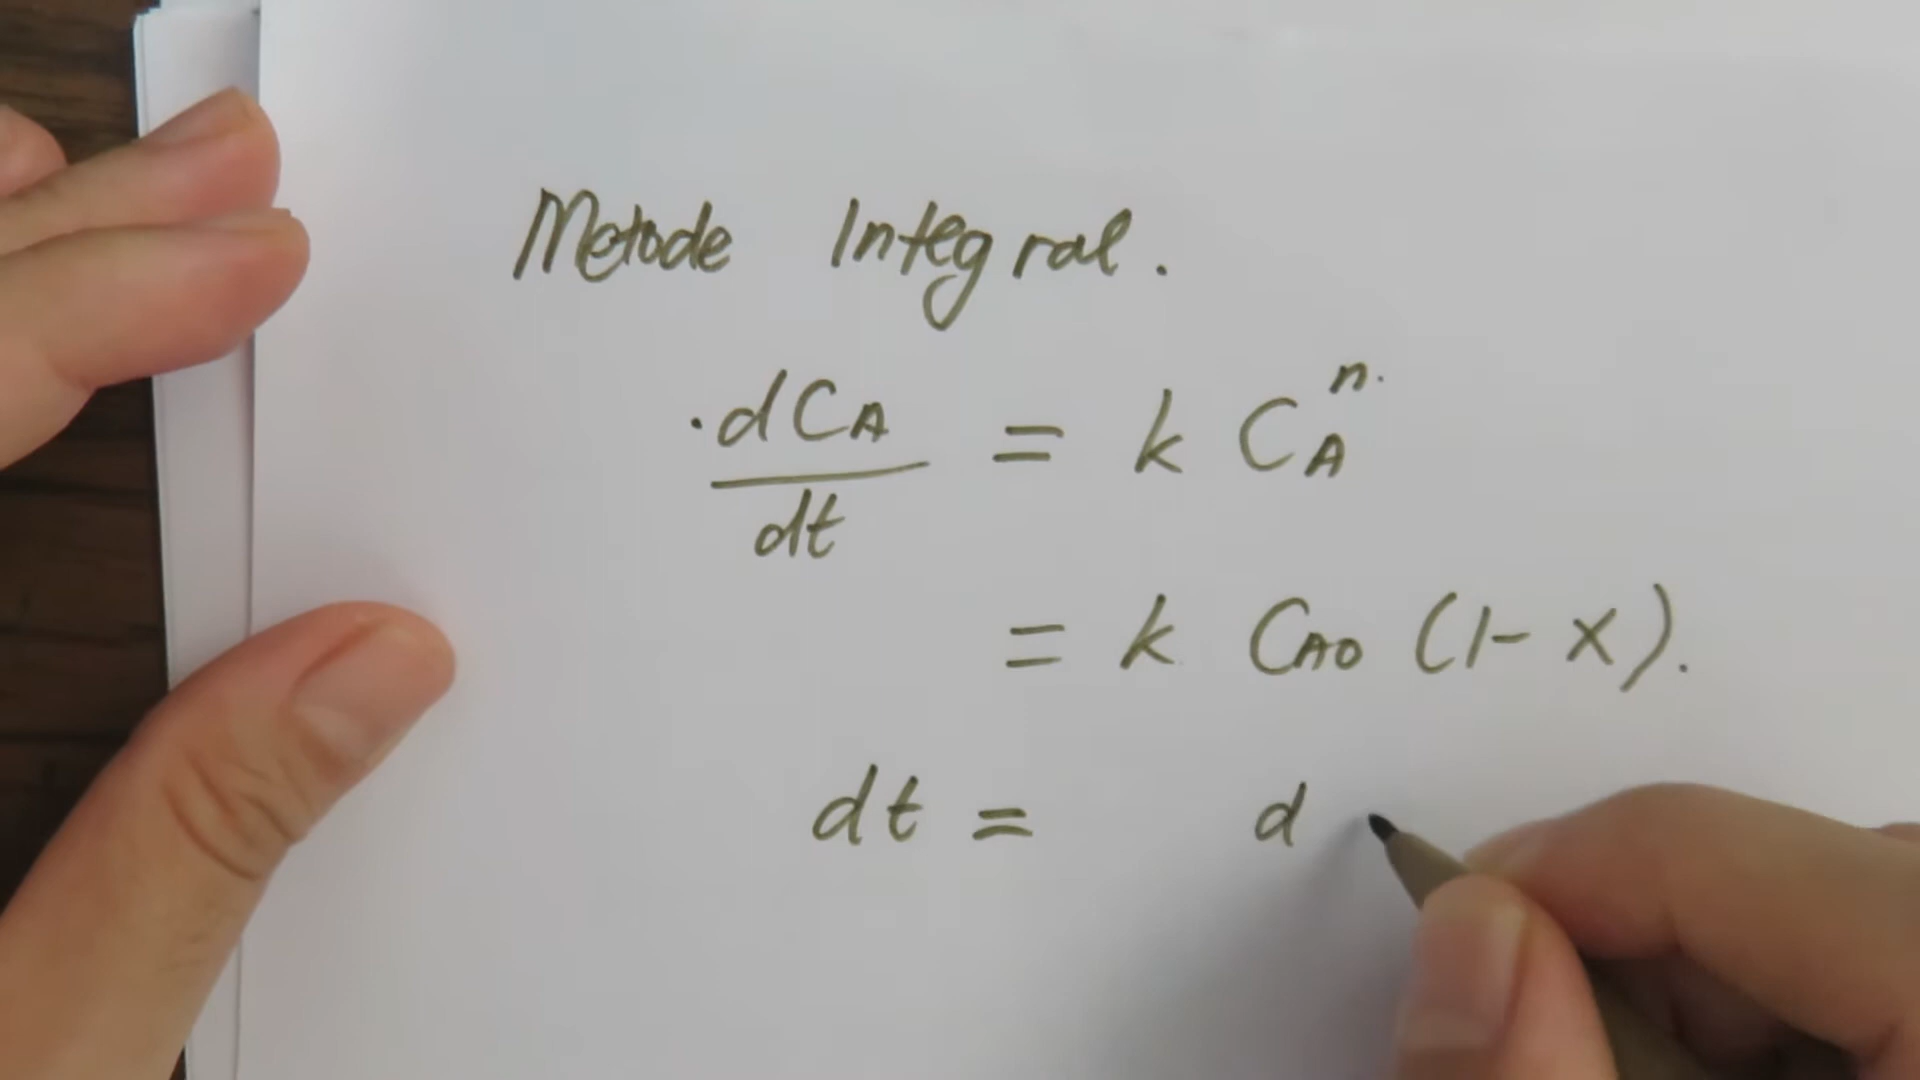 Metode Integral.
dCA/dt = k CA^n.
= k CA0 (1-x).
dt = d